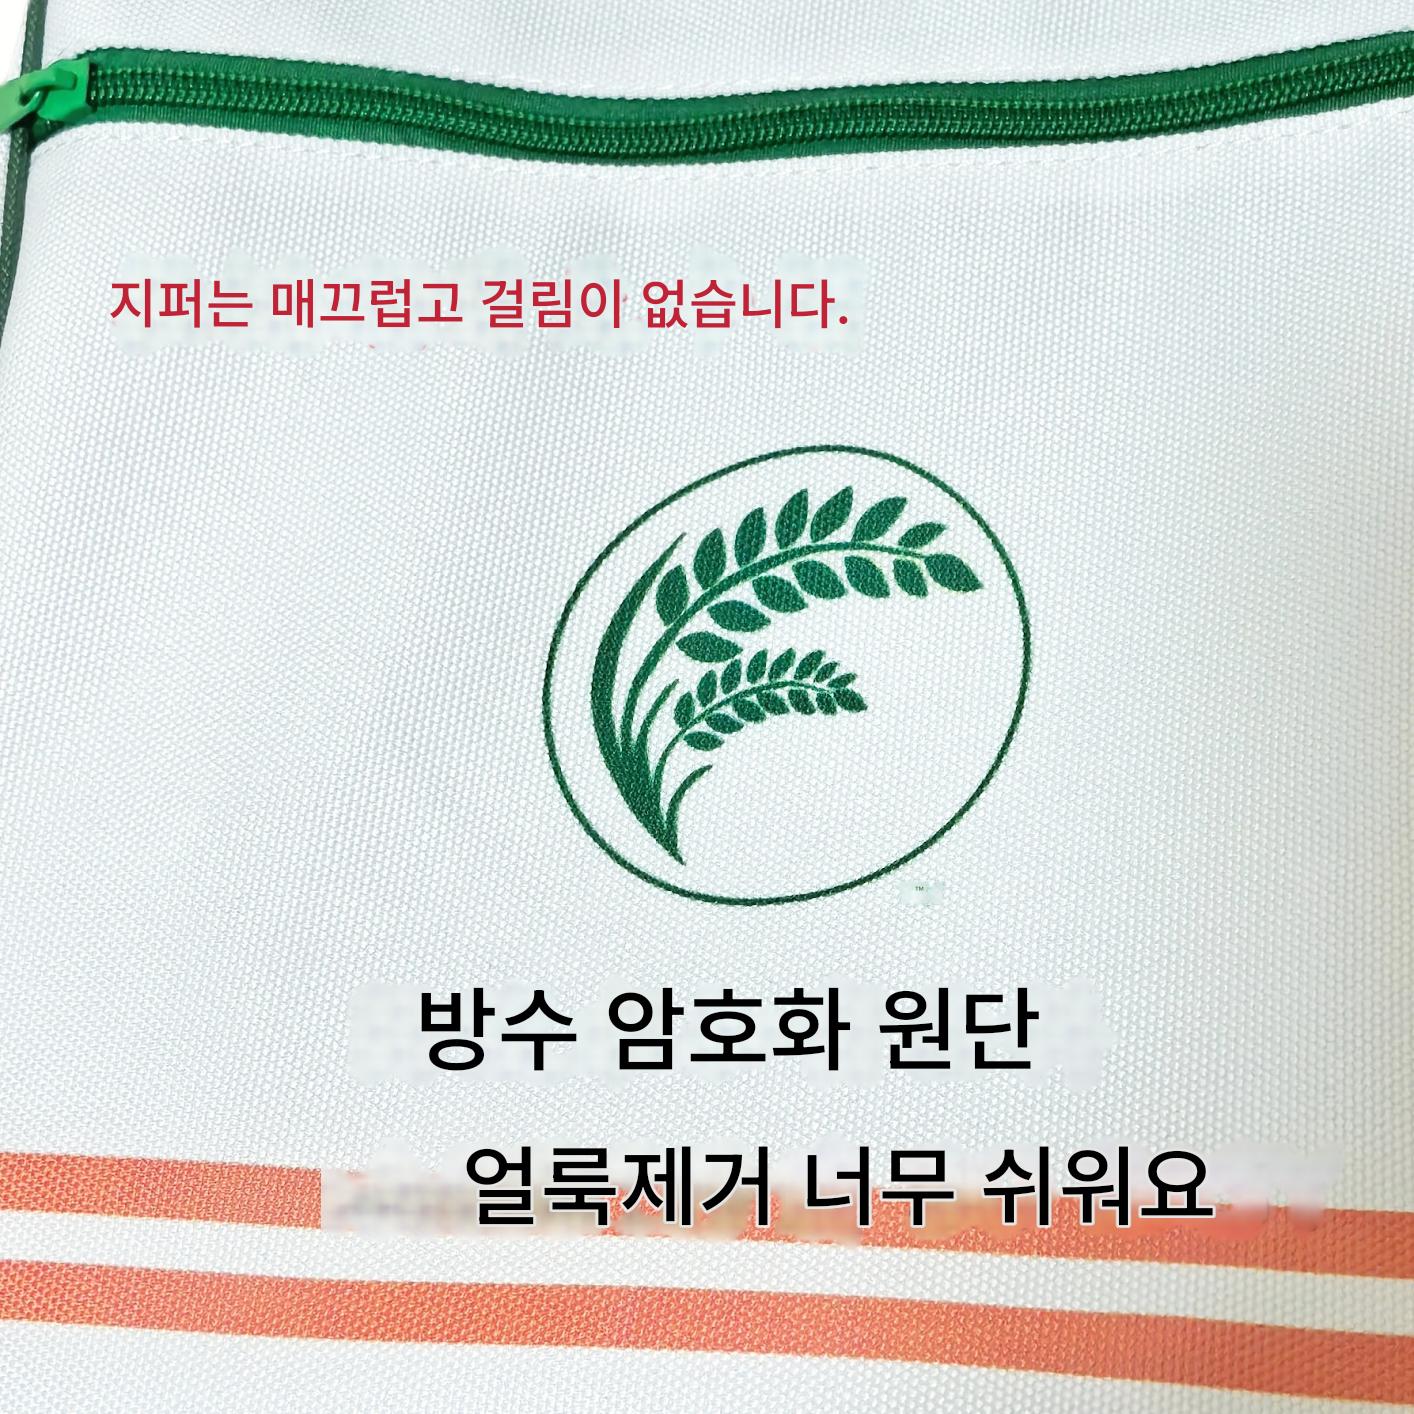 지퍼는 매끄럽고 걸림이 없습니다.
™
방수 암호화 원단
얼룩제거 너무 쉬워요